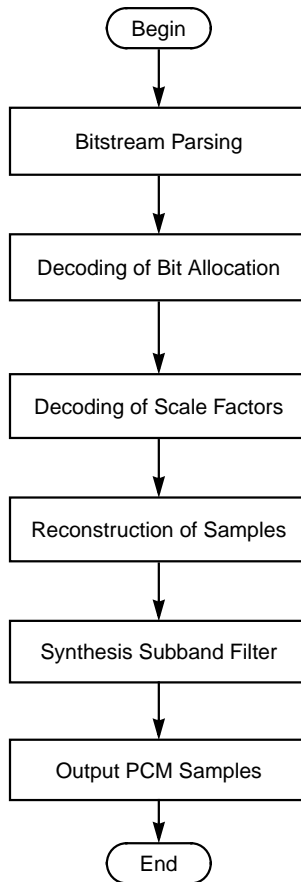 Begin
Bitstream Parsing
Decoding of Bit Allocation
Decoding of Scale Factors
Reconstruction of Samples
Synthesis Subband Filter
Output PCM Samples
End